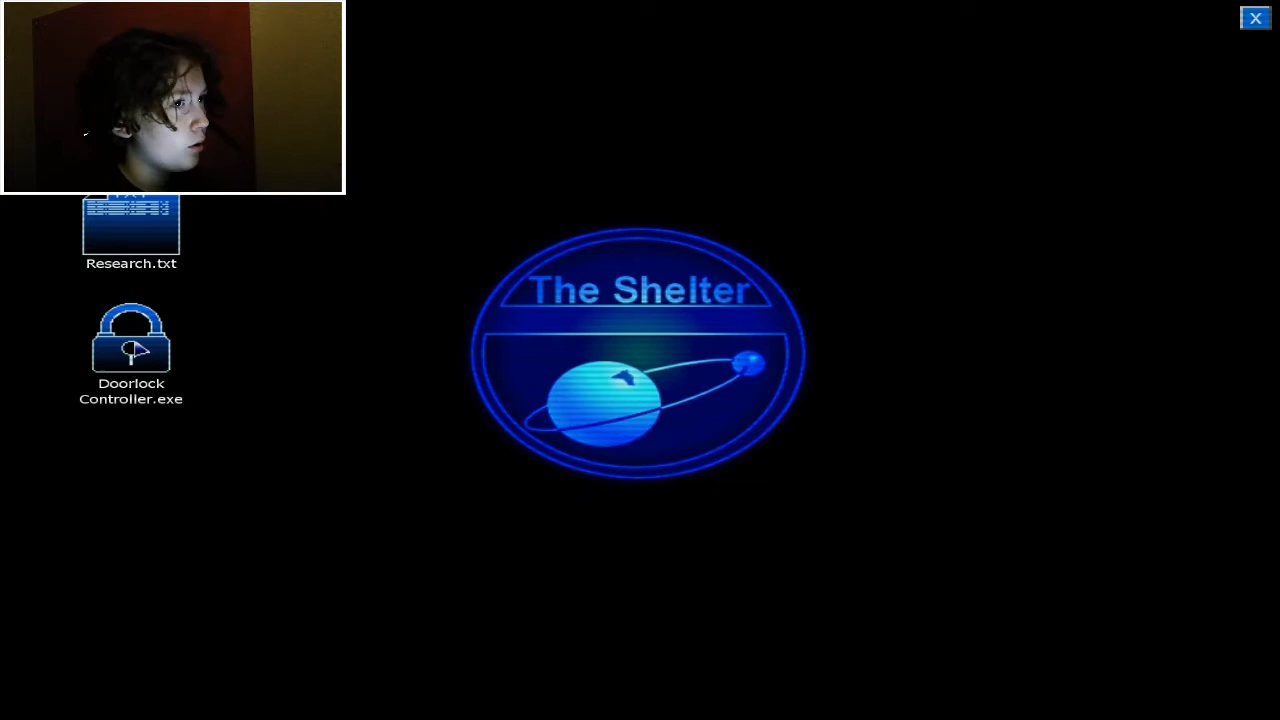 X
Research.txt
The Shelter
Doorlock
Controller.exe